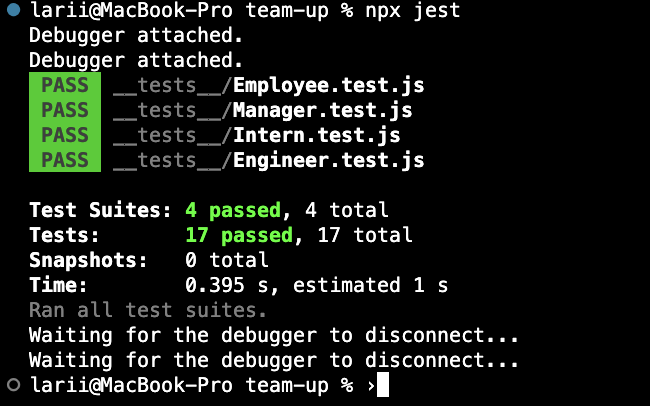 larii@MacBook-Pro team-up % npx jest
Debugger attached.
Debugger attached.
PASS __tests__/Employee.test.js
PASS __tests__/Manager.test.js
PASS __tests__/Intern.test.js
PASS __tests__/Engineer.test.js
Test Suites: 4 passed, 4 total
Tests:       17 passed, 17 total
Snapshots:   0 total
Time:        0.395 s, estimated 1 s
Ran all test suites.
Waiting for the debugger to disconnect...
Waiting for the debugger to disconnect...
larii@MacBook-Pro team-up % ›